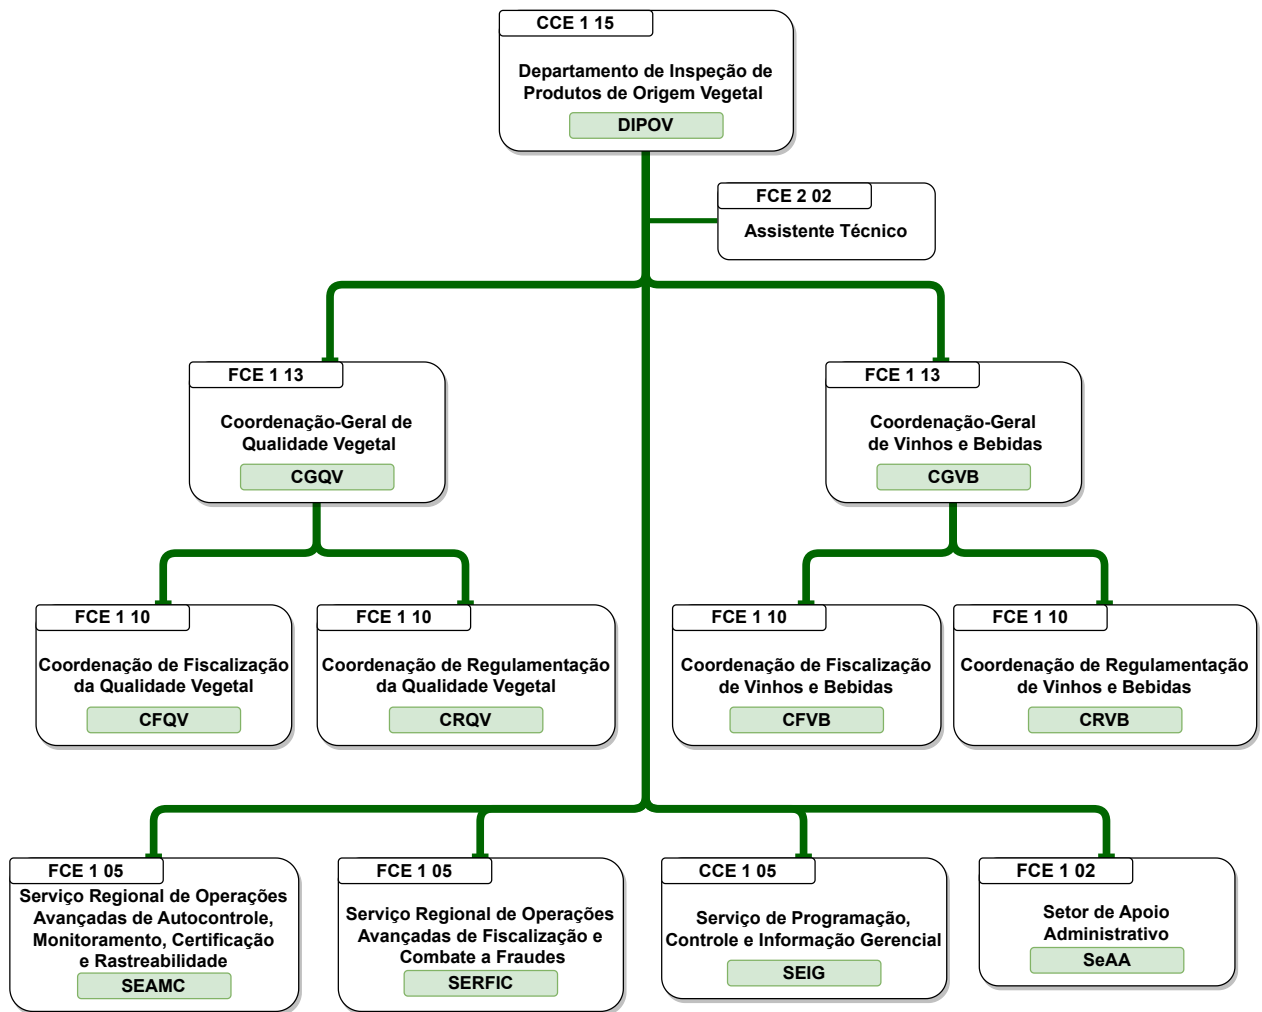 CCE 1 15
Departamento de Inspeção de
Produtos de Origem Vegetal
DIPOV
FCE 2 02
Assistente Técnico
FCE 1 13
Coordenação-Geral de
Qualidade Vegetal
CGQV
FCE 1 13
Coordenação-Geral
de Vinhos e Bebidas
CGVB
FCE 1 10
Coordenação de Fiscalização
da Qualidade Vegetal
CFQV
FCE 1 10
Coordenação de Regulamentação
da Qualidade Vegetal
CRQV
FCE 1 10
Coordenação de Fiscalização
de Vinhos e Bebidas
CFVB
FCE 1 10
Coordenação de Regulamentação
de Vinhos e Bebidas
CRVB
FCE 1 05
Serviço Regional de Operações
Avançadas de Autocontrole,
Monitoramento, Certificação
e Rastreabilidade
SEAMC
FCE 1 05
Serviço Regional de Operações
Avançadas de Fiscalização e
Combate a Fraudes
SERFIC
CCE 1 05
Serviço de Programação,
Controle e Informação Gerencial
SEIG
FCE 1 02
Setor de Apoio
Administrativo
SeAA